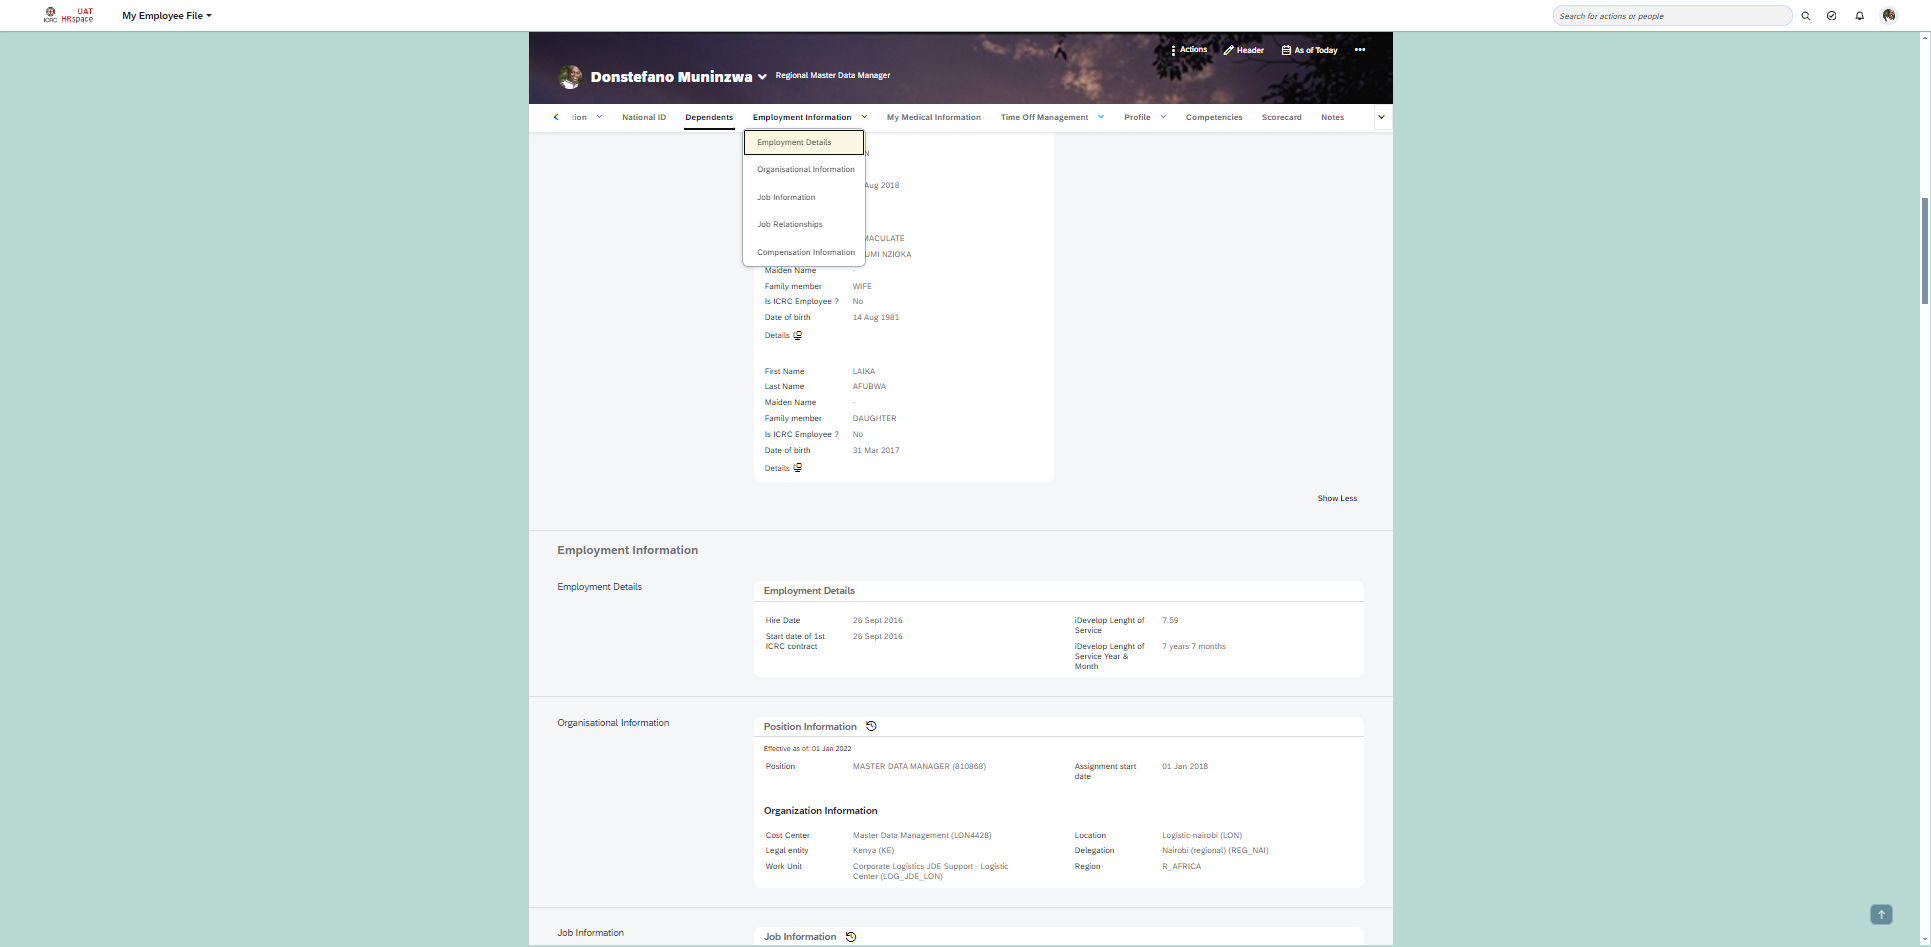 ICRC
UAT
HRspace
My Employee File
Search for actions or people
Actions
Header
As of Today
Donstefano Muninzwa
Regional Master Data Manager
tion
National ID
Dependents
Employment Information
My Medical Information
Time Off Management
Profile
Competencies
Scorecard
Notes
Employment Details
Organisational Information
Job Information
Job Relationships
Compensation Information
N
Aug 2018
MACULATE
UMI NZIOKA
Maiden Name -
Family member WIFE
Is ICRC Employee ? No
Date of birth 14 Aug 1981
Details
First Name LAIKA
Last Name AFUBWA
Maiden Name -
Family member DAUGHTER
Is ICRC Employee ? No
Date of birth 31 Mar 2017
Details
Show Less
Employment Information
Employment Details
Employment Details
Hire Date 26 Sept 2016
Start date of 1st
ICRC contract
26 Sept 2016
iDevelop Lenght of
Service
7.59
iDevelop Lenght of
Service Year &
Month
7 years 7 months
Organisational Information
Position Information
Effective as of: 01 Jan 2022
Position MASTER DATA MANAGER (810868)
Assignment start
date
01 Jan 2018
Organization Information
Cost Center Master Data Management (LON4428)
Location Logistic-nairobi (LON)
Legal entity Kenya (KE)
Delegation Nairobi (regional) (REG_NAI)
Work Unit Corporate Logistics JDE Support - Logistic
Center (LOG_JDE_LON)
Region R_AFRICA
Job Information
Job Information